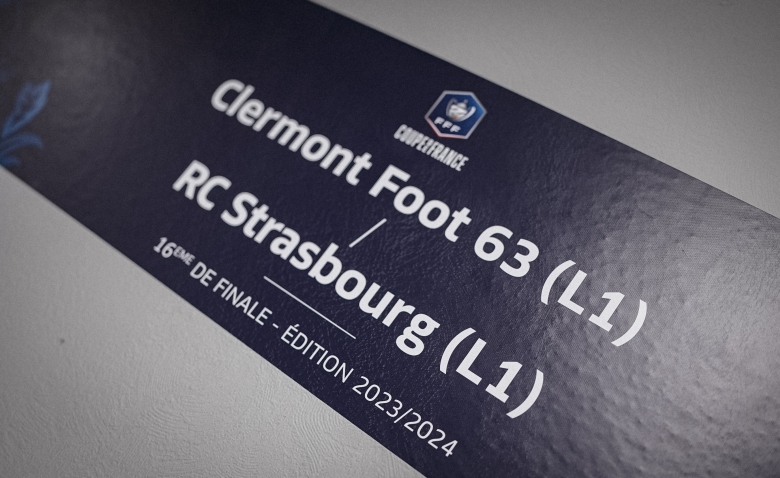 FFF
COUPE DE FRANCE
Clermont Foot 63 (L1)
/
RC Strasbourg (L1)
16ÈME DE FINALE - ÉDITION 2023/2024